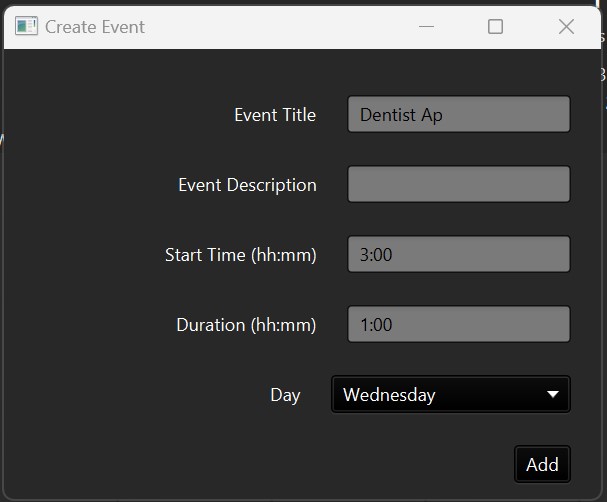 Create Event
Event Title Dentist Ap
Event Description
Start Time (hh:mm) 3:00
Duration (hh:mm) 1:00
Day Wednesday
Add